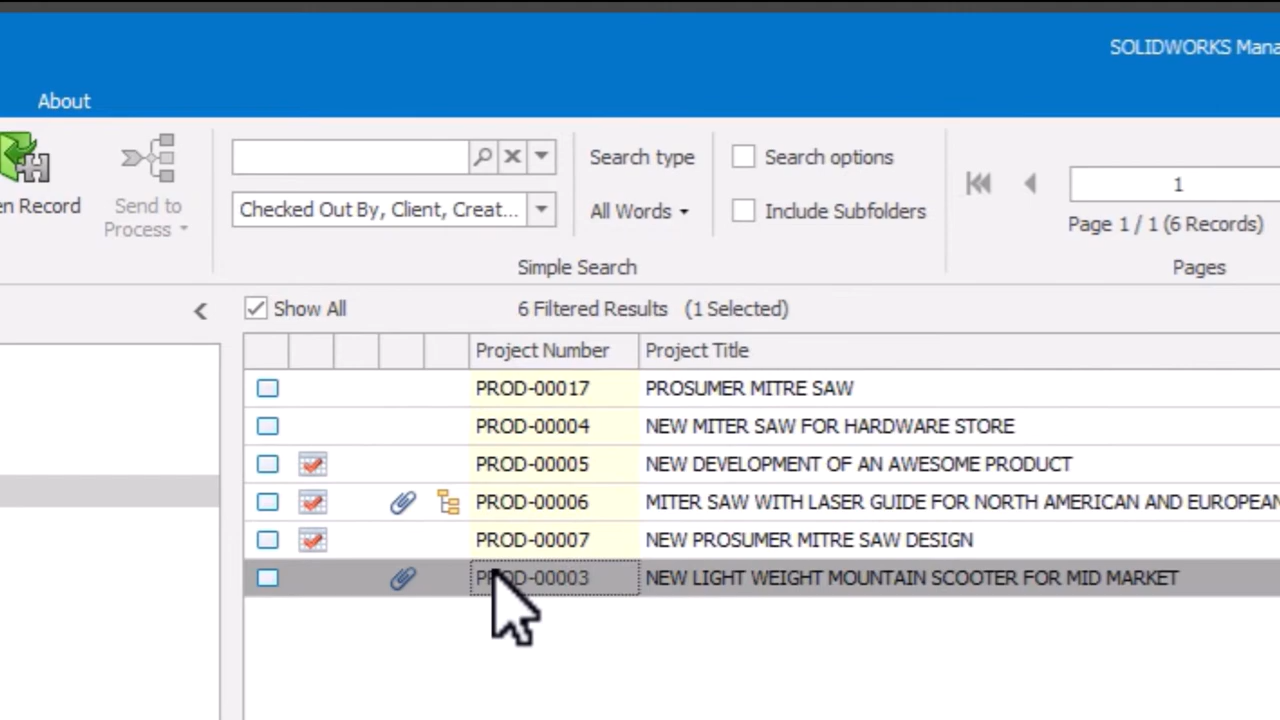 SOLIDWORKS Mana
About
en Record
Send to
Process
Checked Out By, Client, Creat...
Search type
All Words
Search options
Include Subfolders
Simple Search
1
Page 1 / 1 (6 Records)
Pages
Show All
6 Filtered Results (1 Selected)
Project Number Project Title
PROD-00017 PROSUMER MITRE SAW
PROD-00004 NEW MITER SAW FOR HARDWARE STORE
PROD-00005 NEW DEVELOPMENT OF AN AWESOME PRODUCT
PROD-00006 MITER SAW WITH LASER GUIDE FOR NORTH AMERICAN AND EUROPEAN
PROD-00007 NEW PROSUMER MITRE SAW DESIGN
PROD-00003 NEW LIGHT WEIGHT MOUNTAIN SCOOTER FOR MID MARKET